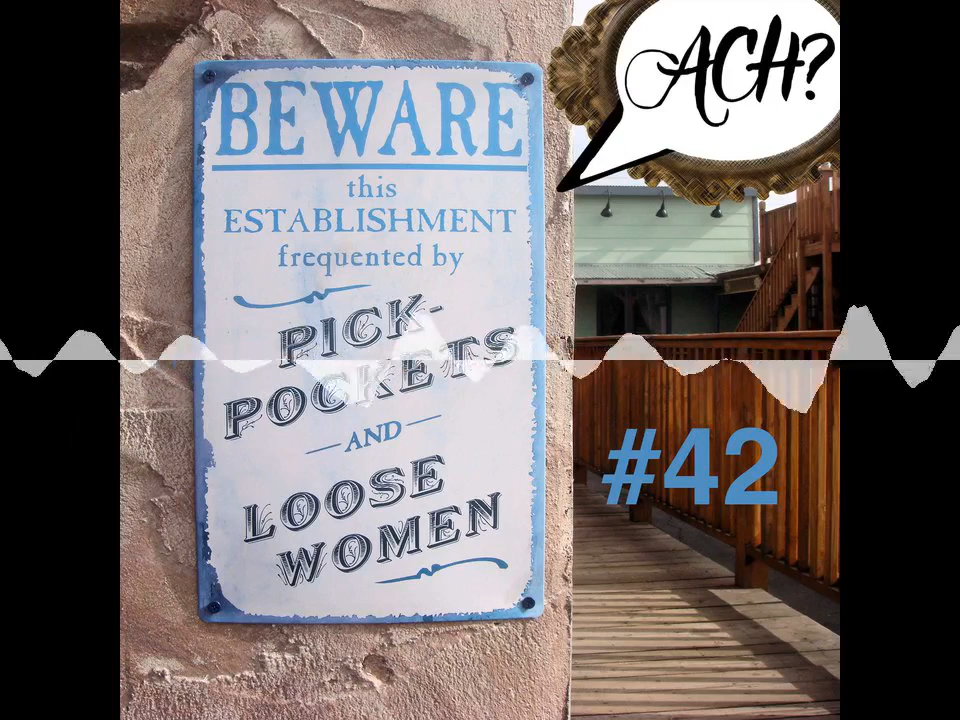 ACH?
BEWARE
this
ESTABLISHMENT
frequented by
PICK-
POCKETS
— AND —
LOOSE
WOMEN
#42